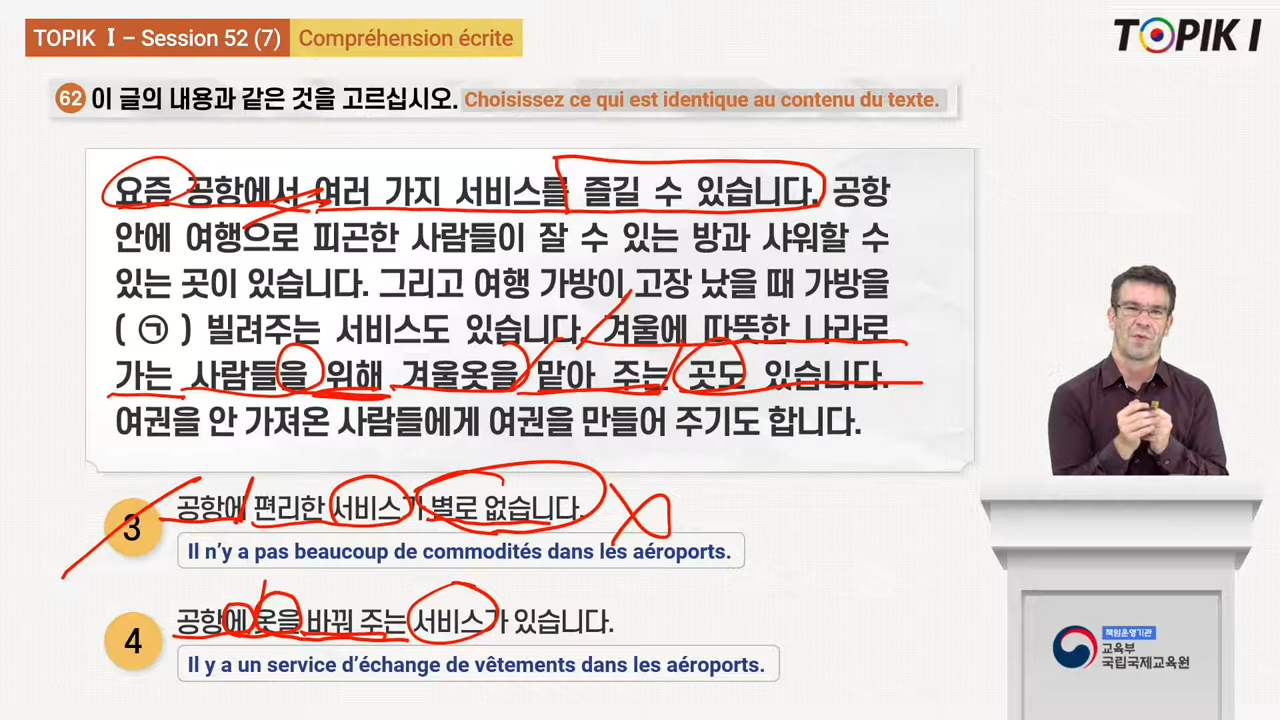 TOPIK I – Session 52 (7) Compréhension écrite
TOPIK I
62 이 글의 내용과 같은 것을 고르십시오. Choisissez ce qui est identique au contenu du texte.
요즘 공항에서 여러 가지 서비스를 즐길 수 있습니다. 공항
안에 여행으로 피곤한 사람들이 잘 수 있는 방과 샤워할 수
있는 곳이 있습니다. 그리고 여행 가방이 고장 났을 때 가방을
( ㉠ ) 빌려주는 서비스도 있습니다. 겨울에 따뜻한 나라로
가는 사람들을 위해 겨울옷을 맡아 주는 곳도 있습니다.
여권을 안 가져온 사람들에게 여권을 만들어 주기도 합니다.
3 공항에 편리한 서비스가 별로 없습니다.
Il n’y a pas beaucoup de commodités dans les aéroports.
4 공항에 옷을 바꿔 주는 서비스가 있습니다.
Il y a un service d’échange de vêtements dans les aéroports.
책임운영기관
교육부
국립국제교육원